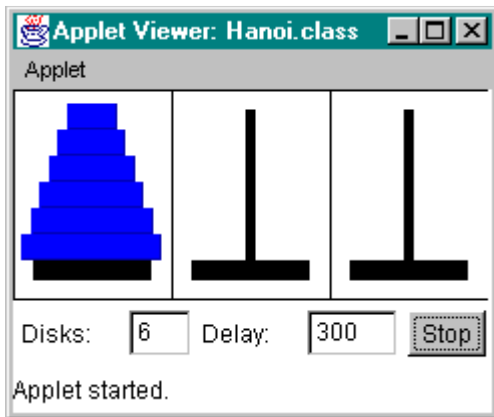 Applet Viewer: Hanoi.class
Applet
Disks: 6 Delay: 300 Stop
Applet started.